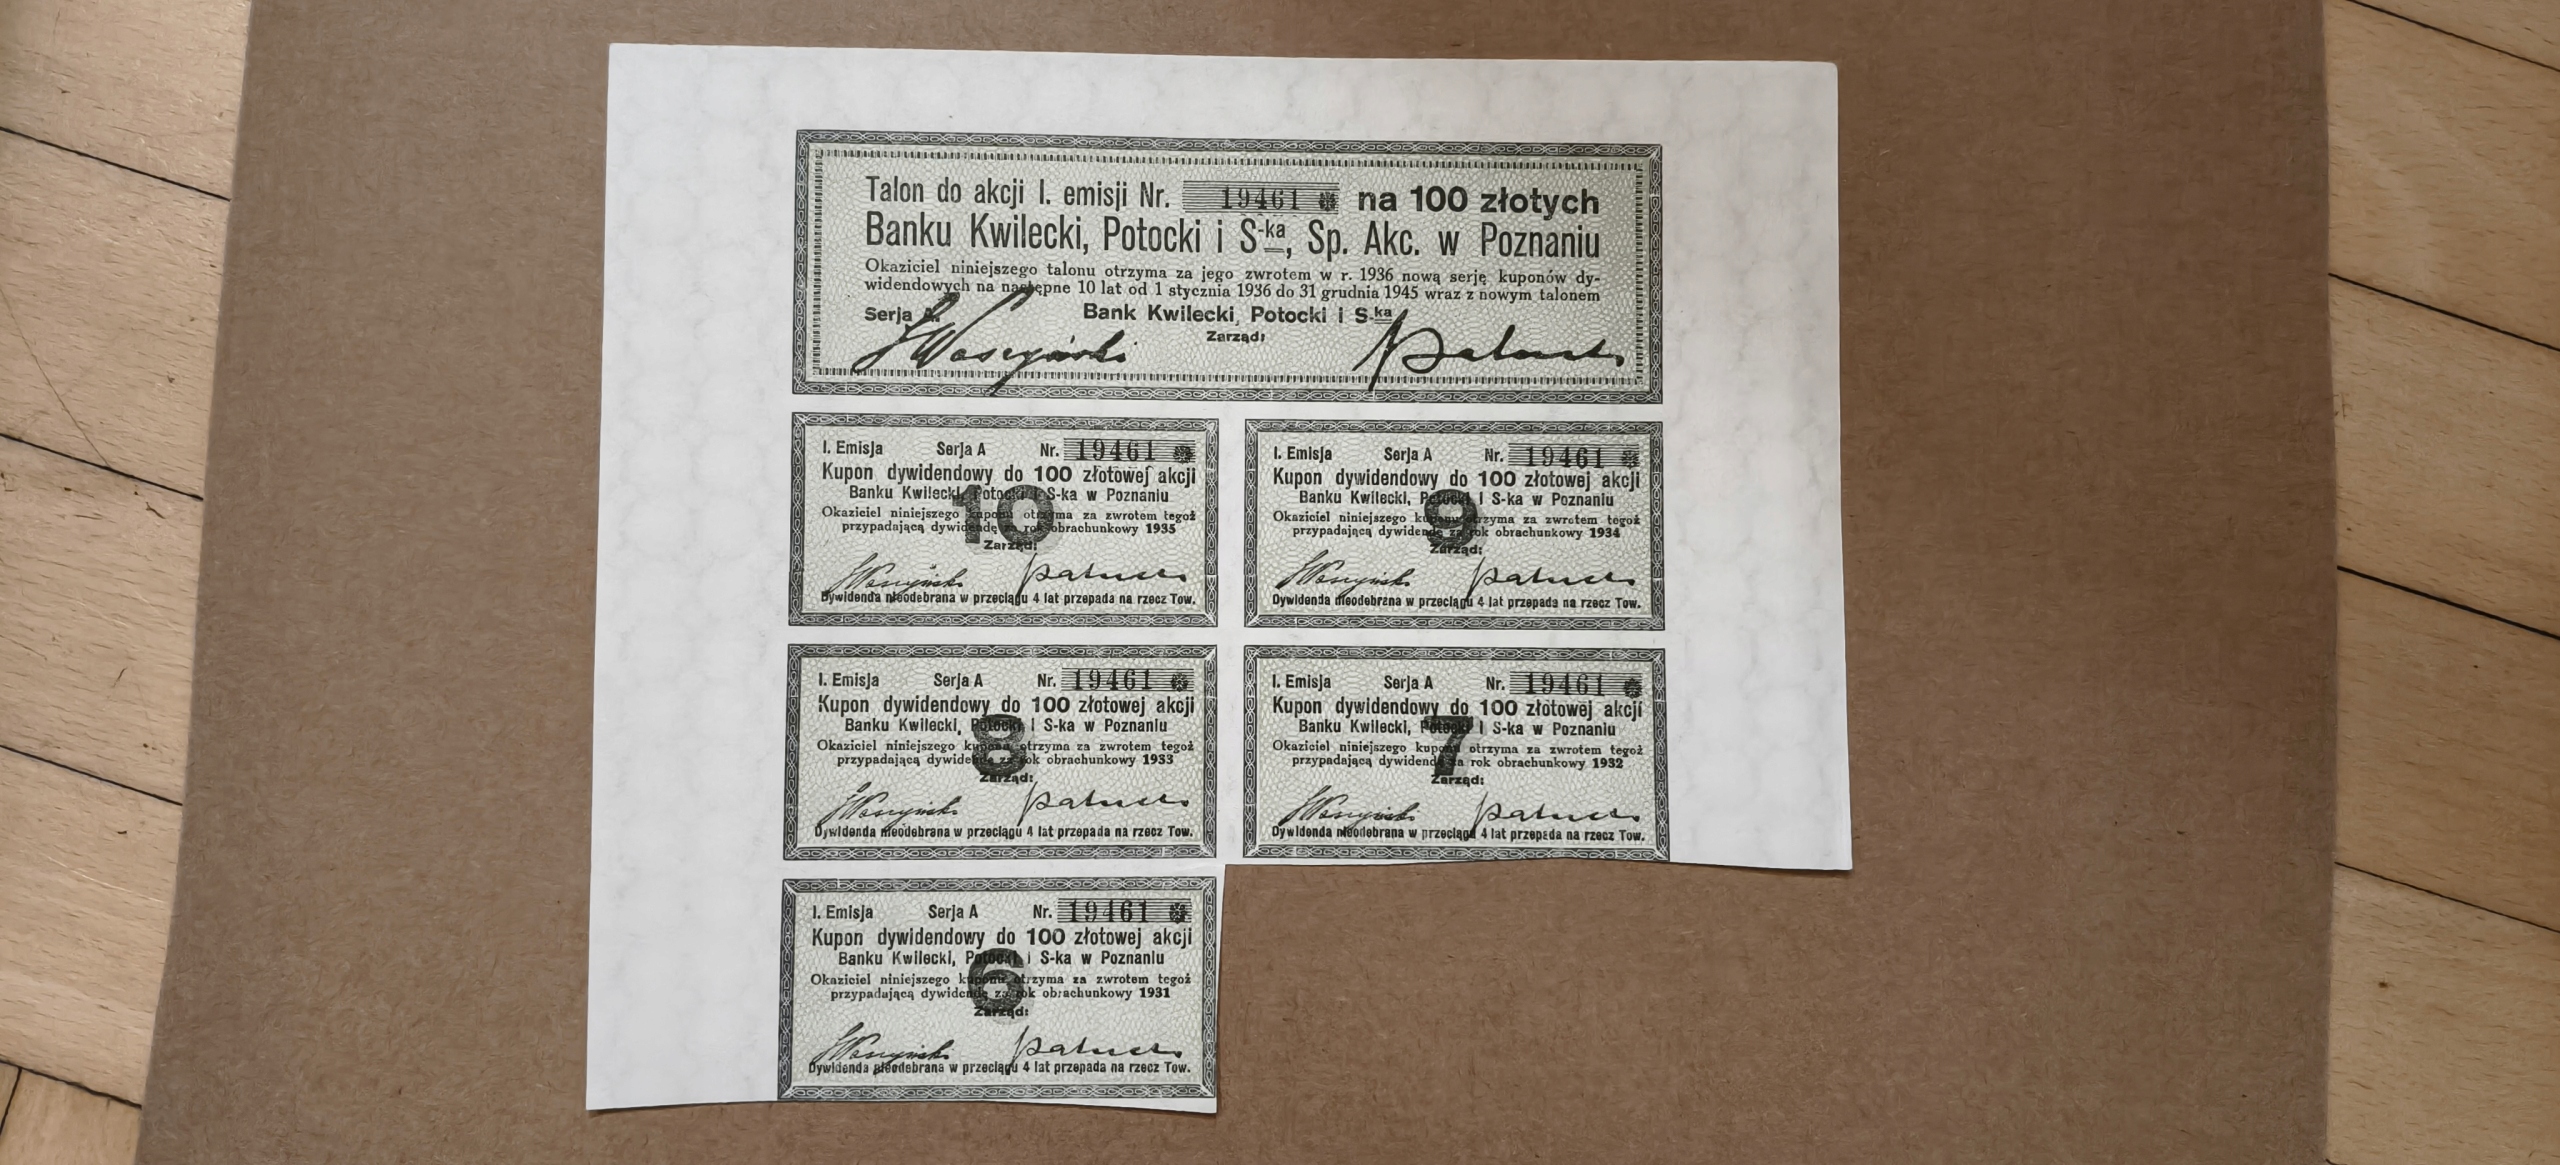 Talon do akcji I. emisji Nr. 19461 na 100 złotych
Banku Kwilecki, Potocki i S-ka, Sp. Akc. w Poznaniu
Okaziciel niniejszego talonu otrzyma za jego zwrotem w r. 1936 nową serję kuponów dy-
widendowych na następne 10 lat od 1 stycznia 1936 do 31 grudnia 1945 wraz z nowym talonem
Serja A. Bank Kwilecki, Potocki i S-ka
Zarząd:
I. Emisja Serja A Nr. 19461
Kupon dywidendowy do 100 złotowej akcji
Banku Kwilecki, Potocki i S-ka w Poznaniu
10
Okaziciel niniejszego kuponu otrzyma za zwrotem tegoż
przypadającą dywidendę za rok obrachunkowy 1935
Zarząd:
Dywidenda nieodebrana w przeciągu 4 lat przepada na rzecz Tow.
I. Emisja Serja A Nr. 19461
Kupon dywidendowy do 100 złotowej akcji
Banku Kwilecki, Potocki i S-ka w Poznaniu
9
Okaziciel niniejszego kuponu otrzyma za zwrotem tegoż
przypadającą dywidendę za rok obrachunkowy 1934
Zarząd:
Dywidenda nieodebrana w przeciągu 4 lat przepada na rzecz Tow.
I. Emisja Serja A Nr. 19461
Kupon dywidendowy do 100 złotowej akcji
Banku Kwilecki, Potocki i S-ka w Poznaniu
8
Okaziciel niniejszego kuponu otrzyma za zwrotem tegoż
przypadającą dywidendę za rok obrachunkowy 1933
Zarząd:
Dywidenda nieodebrana w przeciągu 4 lat przepada na rzecz Tow.
I. Emisja Serja A Nr. 19461
Kupon dywidendowy do 100 złotowej akcji
Banku Kwilecki, Potocki i S-ka w Poznaniu
7
Okaziciel niniejszego kuponu otrzyma za zwrotem tegoż
przypadającą dywidendę za rok obrachunkowy 1932
Zarząd:
Dywidenda nieodebrana w przeciągu 4 lat przepada na rzecz Tow.
I. Emisja Serja A Nr. 19461
Kupon dywidendowy do 100 złotowej akcji
Banku Kwilecki, Potocki i S-ka w Poznaniu
6
Okaziciel niniejszego kuponu otrzyma za zwrotem tegoż
przypadającą dywidendę za rok obrachunkowy 1931
Zarząd:
Dywidenda nieodebrana w przeciągu 4 lat przepada na rzecz Tow.